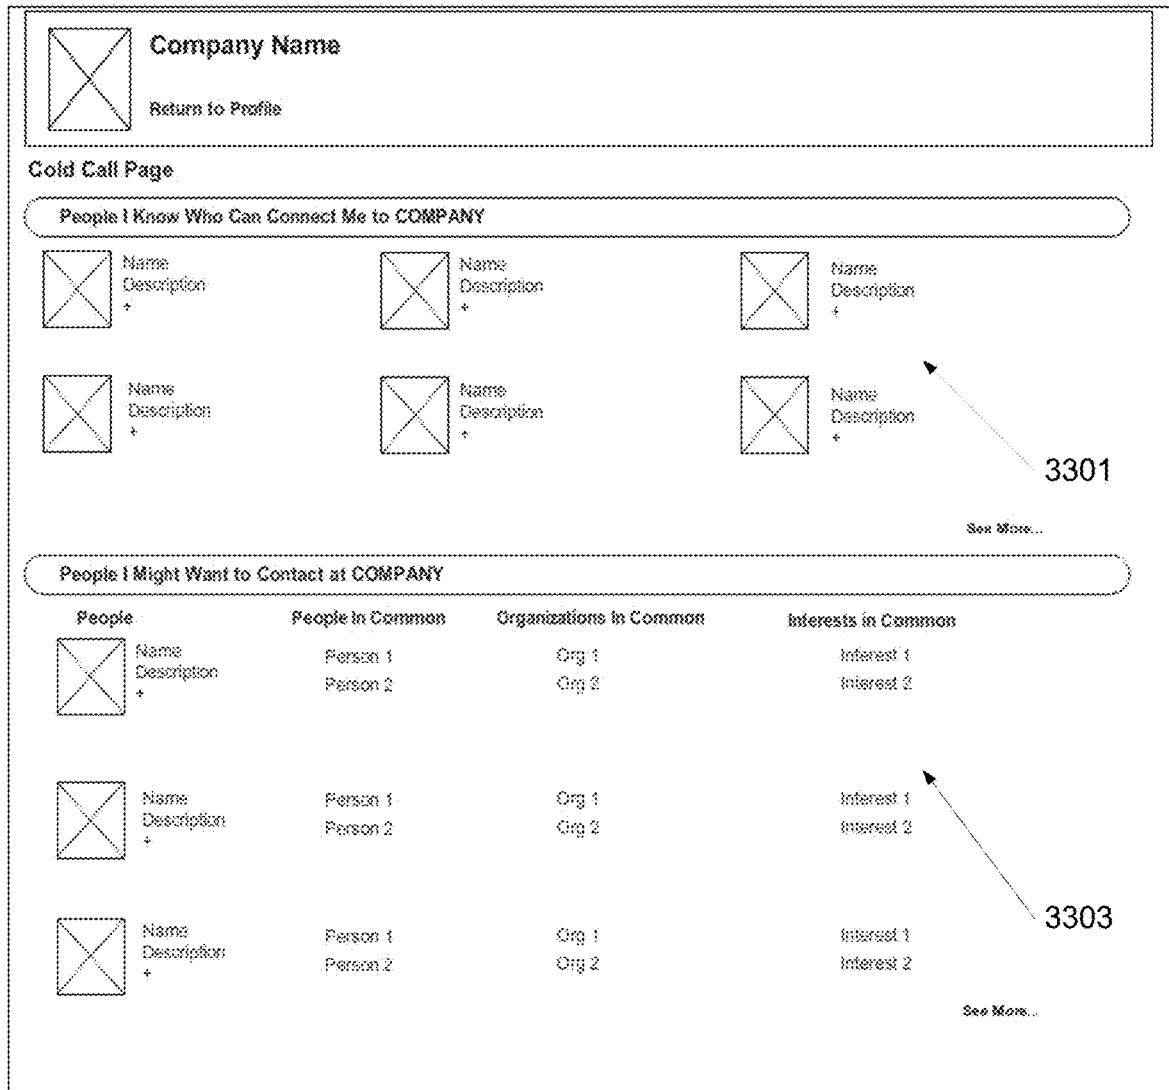 Company Name
Return to Profile
Cold Call Page
People I Know Who Can Connect Me to COMPANY
Name Name Name
Description Description Description
+ + +
Name Name Name
Description Description Description
+ + +
3301
See More...
People I Might Want to Contact at COMPANY
People People In Common Organizations In Common Interests in Common
Name Person 1 Org 1 Interest 1
Description Person 2 Org 2 Interest 2
+
Name Person 1 Org 1 Interest 1
Description Person 2 Org 2 Interest 2
+
3303
Name Person 1 Org 1 Interest 1
Description Person 2 Org 2 Interest 2
+
See More...